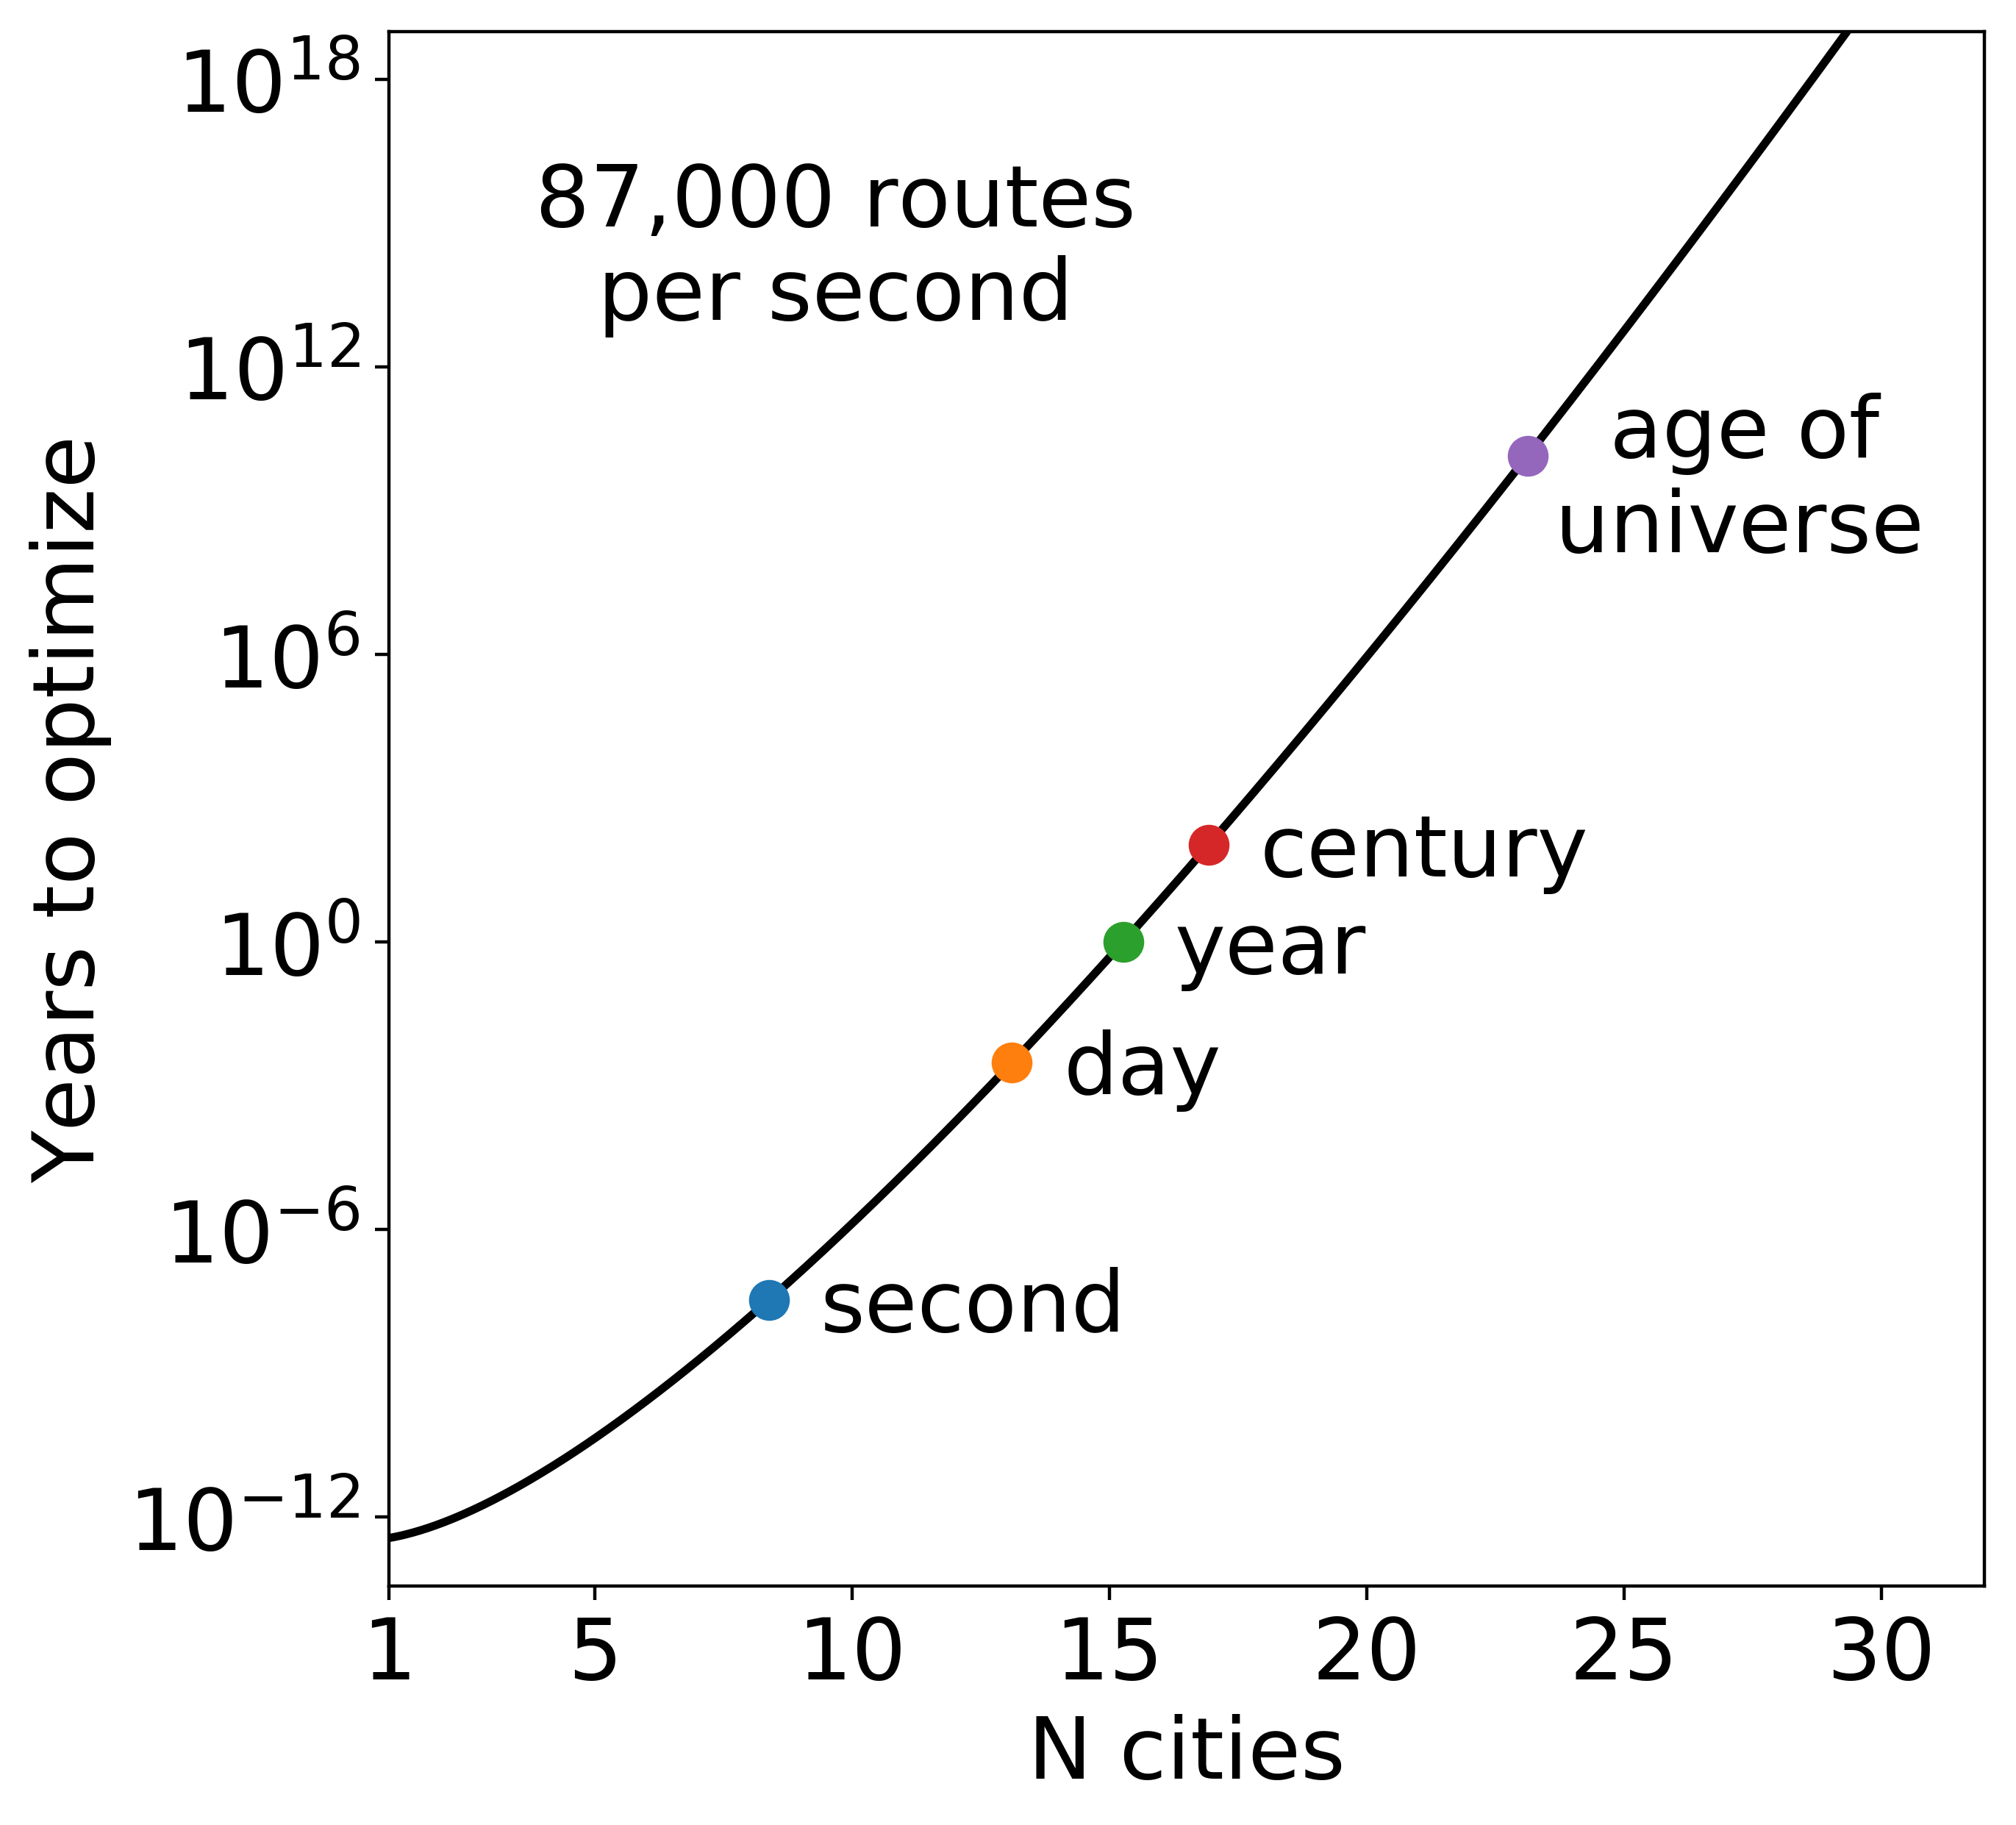 10^18
87,000 routes
per second
10^12
age of
universe
10^6
century
10^0
year
day
10^−6
second
10^−12
Years to optimize
1 5 10 15 20 25 30
N cities